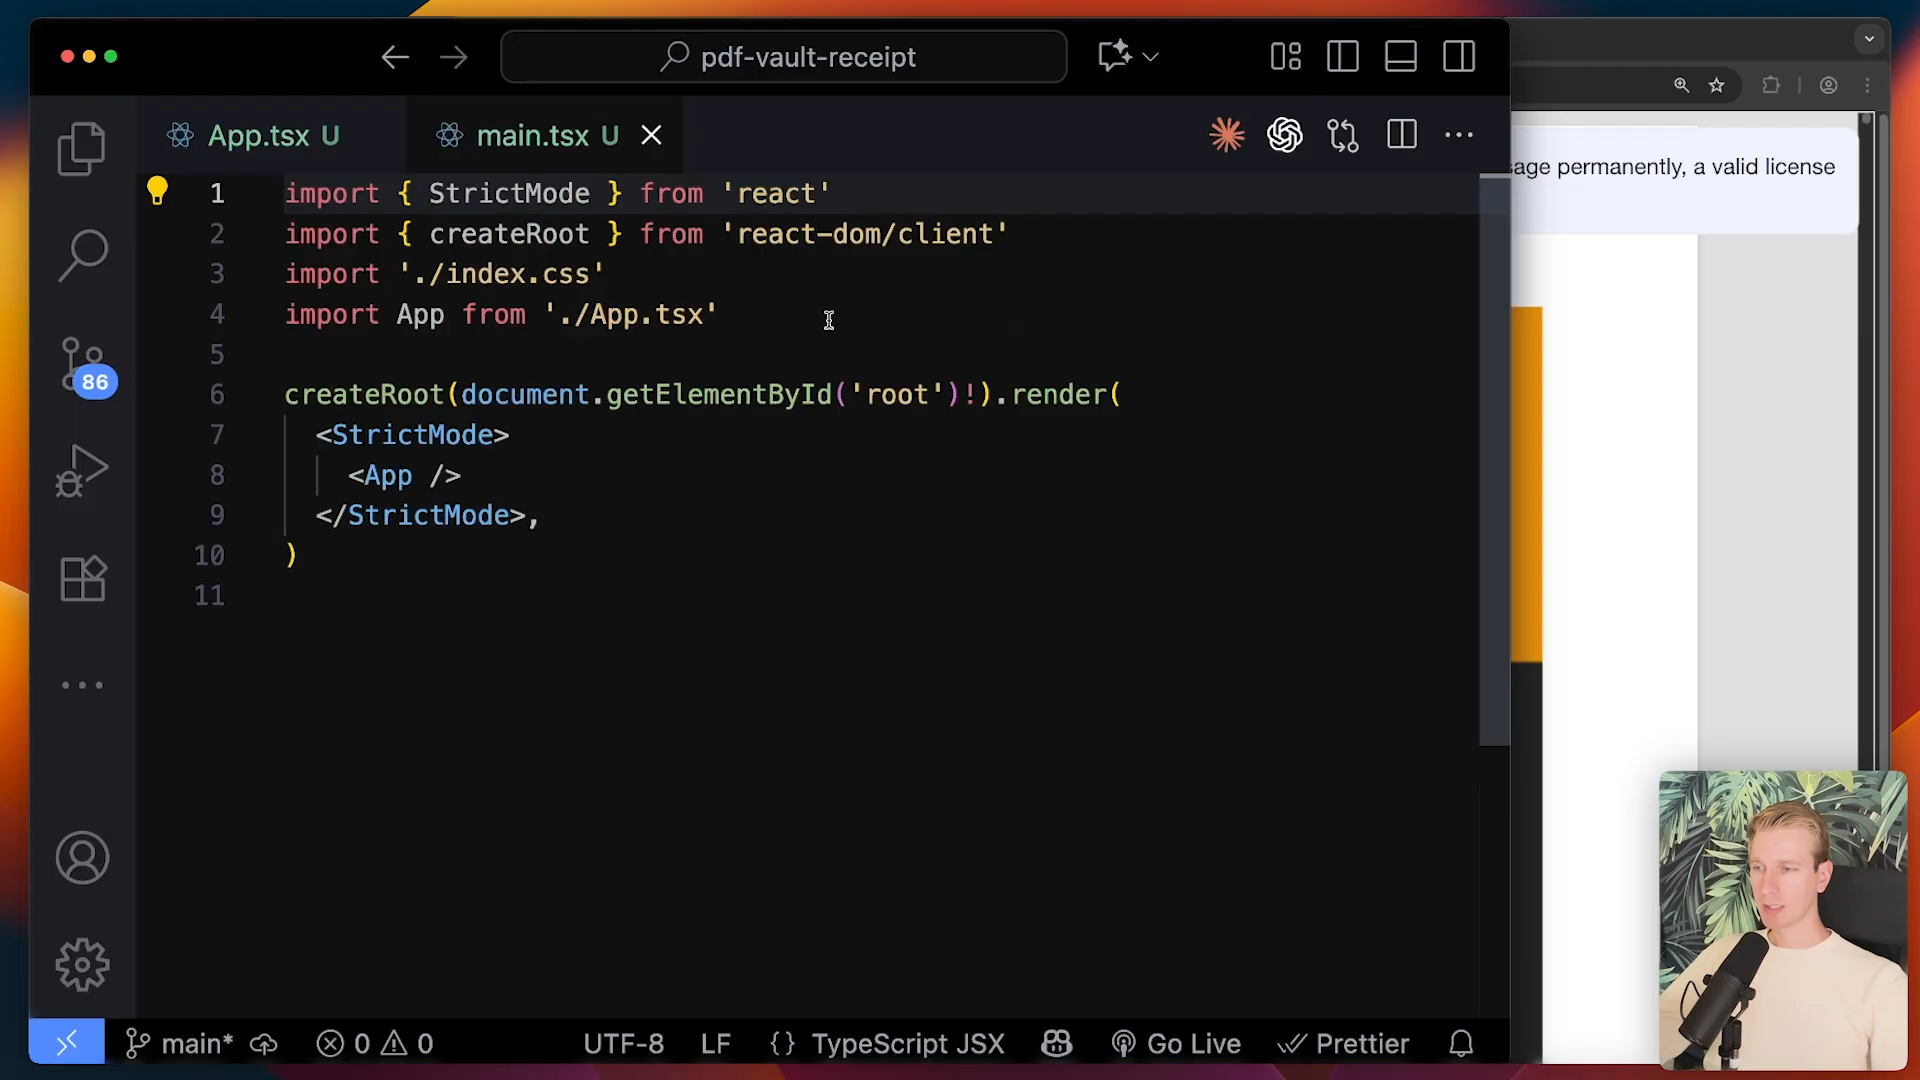 pdf-vault-receipt
App.tsx U
main.tsx U
1 import { StrictMode } from 'react'
2 import { createRoot } from 'react-dom/client'
3 import './index.css'
4 import App from './App.tsx'
5
6 createRoot(document.getElementById('root')!).render(
7 <StrictMode>
8 <App />
9 </StrictMode>,
10 )
11
86
permanently, a valid license
main*
0
0
UTF-8
LF
{} TypeScript JSX
Go Live
Prettier